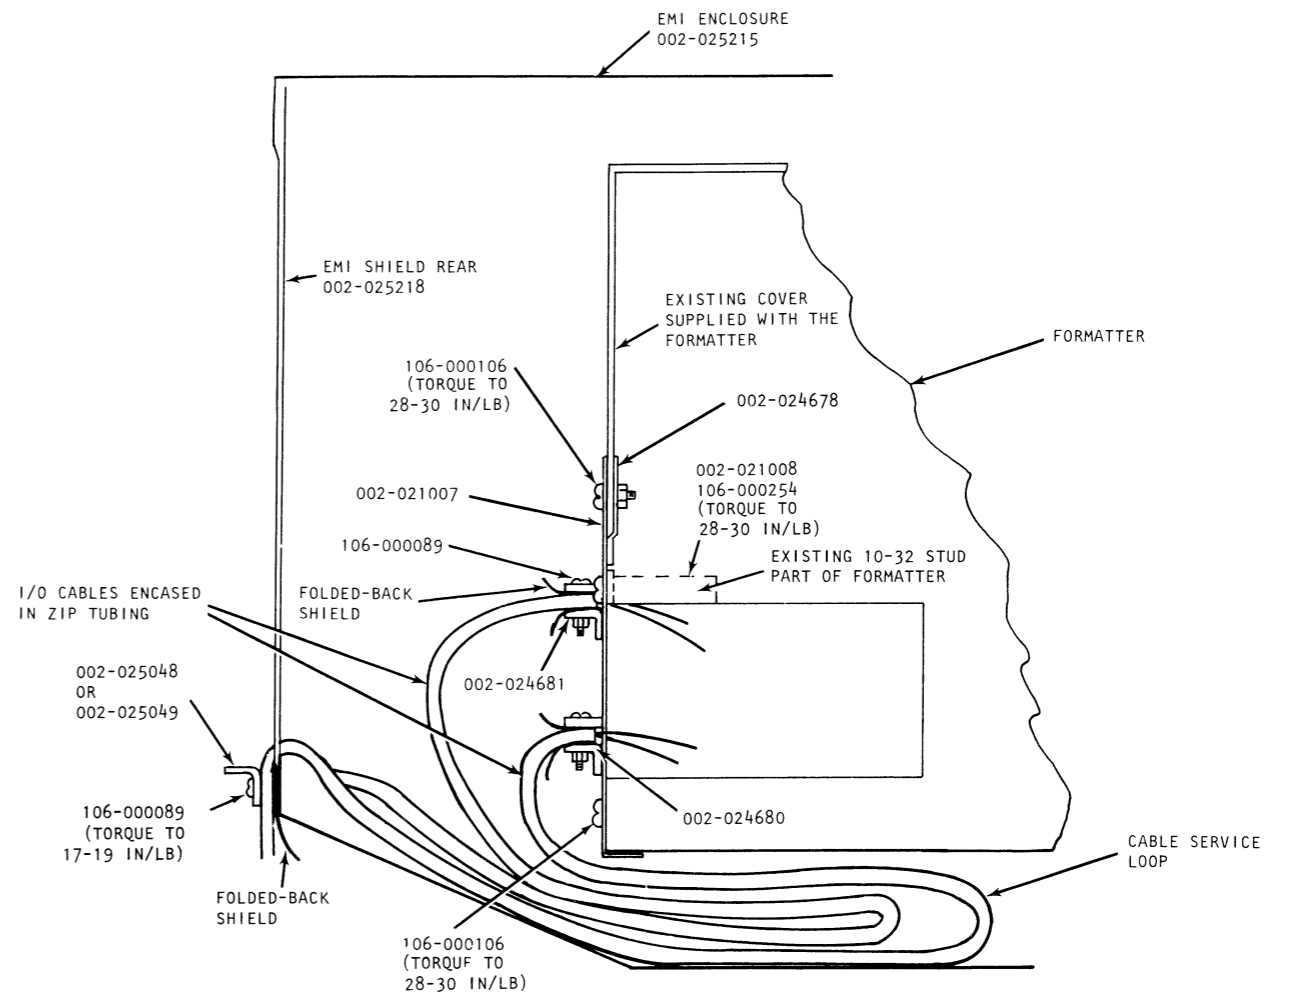 EMI ENCLOSURE
002-025215
EMI SHIELD REAR
002-025218
EXISTING COVER
SUPPLIED WITH THE
FORMATTER
FORMATTER
106-000106
(TORQUE TO
28-30 IN/LB)
002-024678
002-021008
106-000254
(TORQUE TO
28-30 IN/LB)
002-021007
106-000089
EXISTING 10-32 STUD
PART OF FORMATTER
I/O CABLES ENCASED
IN ZIP TUBING
FOLDED-BACK
SHIELD
002-025048
OR
002-025049
002-024681
106-000089
(TORQUE TO
17-19 IN/LB)
002-024680
CABLE SERVICE
LOOP
FOLDED-BACK
SHIELD
106-000106
(TORQUE TO
28-30 IN/LB)